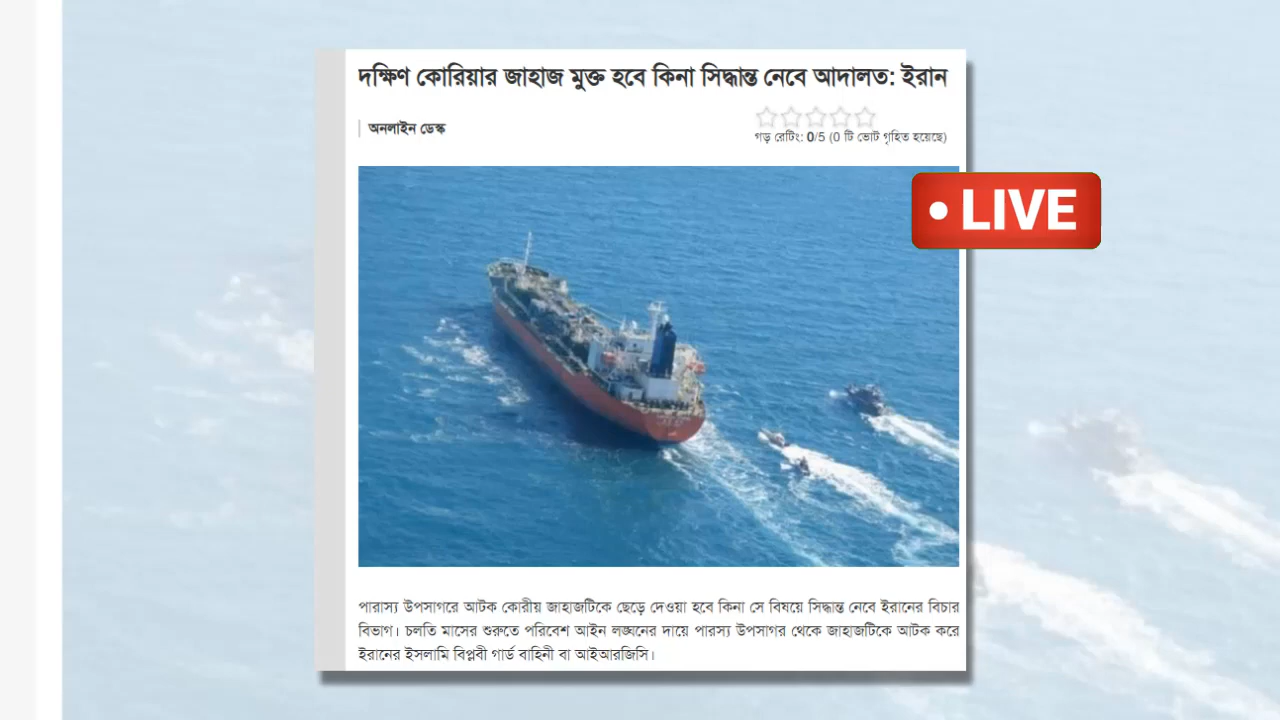 দক্ষিণ কোরিয়ার জাহাজ মুক্ত হবে কিনা সিদ্ধান্ত নেবে আদালত: ইরান
অনলাইন ডেস্ক
গড় রেটিং: 0/5 (0 টি ভোট গৃহিত হয়েছে)
• LIVE
পারাস্য উপসাগরে আটক কোরীয় জাহাজটিকে ছেড়ে দেওয়া হবে কিনা সে বিষয়ে সিদ্ধান্ত নেবে ইরানের বিচার
বিভাগ। চলতি মাসের শুরুতে পরিবেশ আইন লঙ্ঘনের দায়ে পারস্য উপসাগর থেকে জাহাজটিকে আটক করে
ইরানের ইসলামি বিপ্লবী গার্ড বাহিনী বা আইআরজিসি।